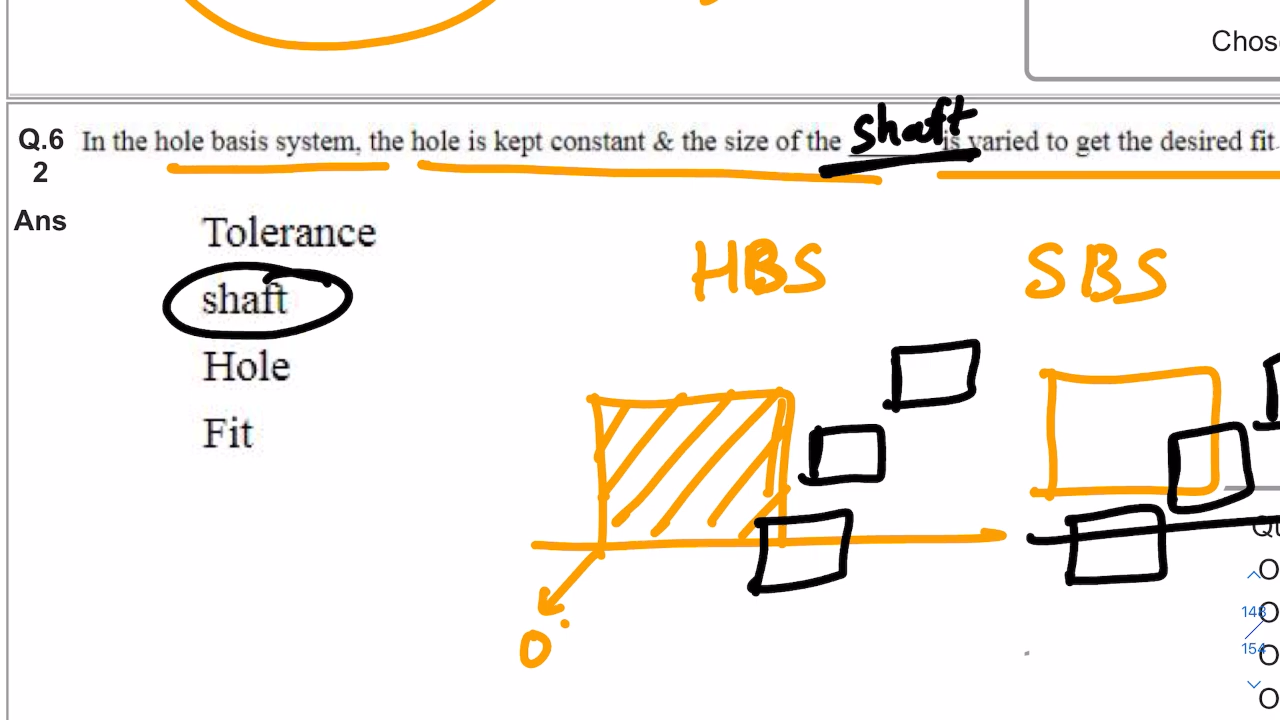 Chos
Q.6 In the hole basis system, the hole is kept constant & the size of the shaft is varied to get the desired fit.
2
Ans
Tolerance
shaft
Hole
Fit
HBS SBS
O
Qu
O
148 O
154 O
O